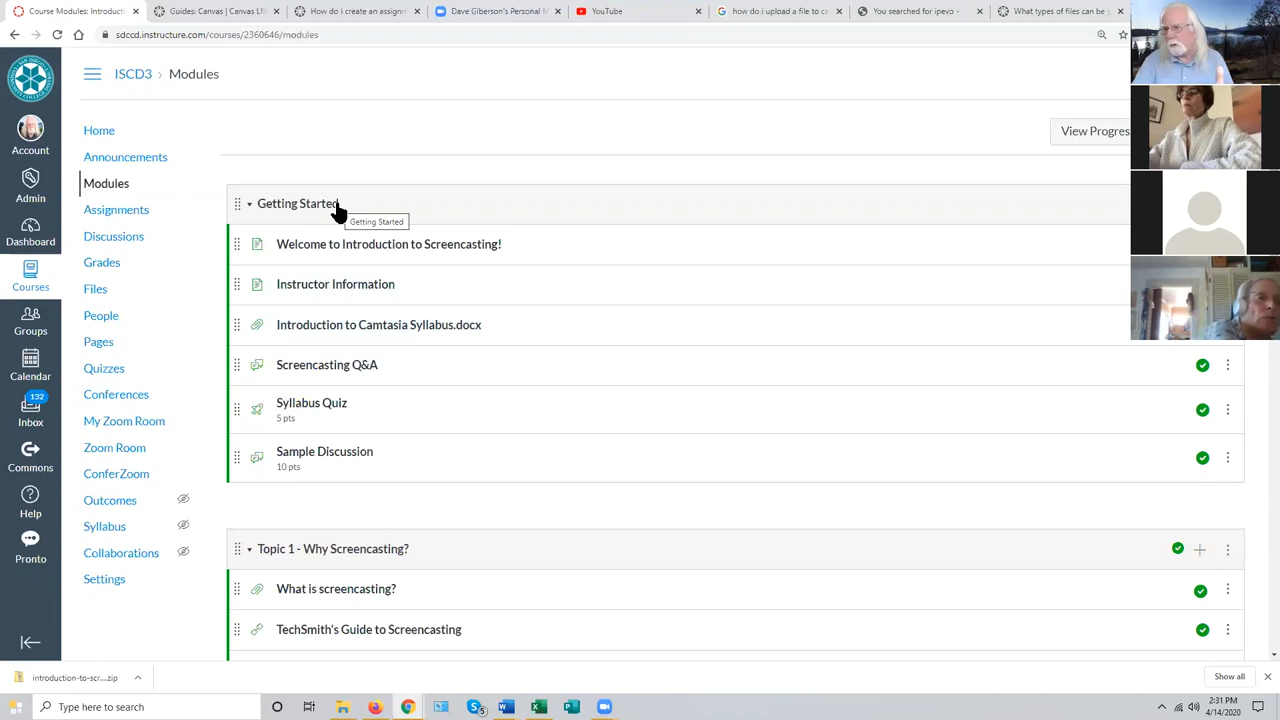 Course Modules: Introduct
Guides: Canvas | Canvas LM
How do I create an assignm
Dave Giberson's Personal M
YouTube
how do i upload a file to ca
You searched for ipevo -
What types of files can be
sdccd.instructure.com/courses/2360646/modules
ISCD3 › Modules
Account
Admin
Dashboard
Courses
Groups
Calendar
132
Inbox
Commons
Help
Pronto
Home
Announcements
Modules
Assignments
Discussions
Grades
Files
People
Pages
Quizzes
Conferences
My Zoom Room
Zoom Room
ConferZoom
Outcomes
Syllabus
Collaborations
Settings
View Progres
Getting Started
Getting Started
Welcome to Introduction to Screencasting!
Instructor Information
Introduction to Camtasia Syllabus.docx
Screencasting Q&A
Syllabus Quiz
5 pts
Sample Discussion
10 pts
Topic 1 - Why Screencasting?
What is screencasting?
TechSmith's Guide to Screencasting
introduction-to-scr....zip
Show all
Type here to search
5
2:31 PM
4/14/2020